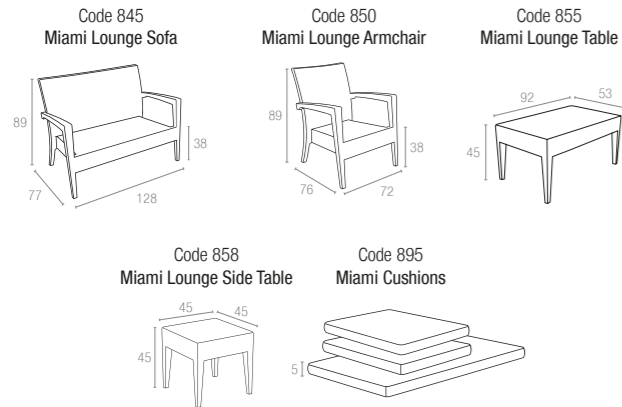 Code 845
Miami Lounge Sofa
89
38
77
128
Code 850
Miami Lounge Armchair
89
38
76
72
Code 855
Miami Lounge Table
92
53
45
Code 858
Miami Lounge Side Table
45
45
45
Code 895
Miami Cushions
5